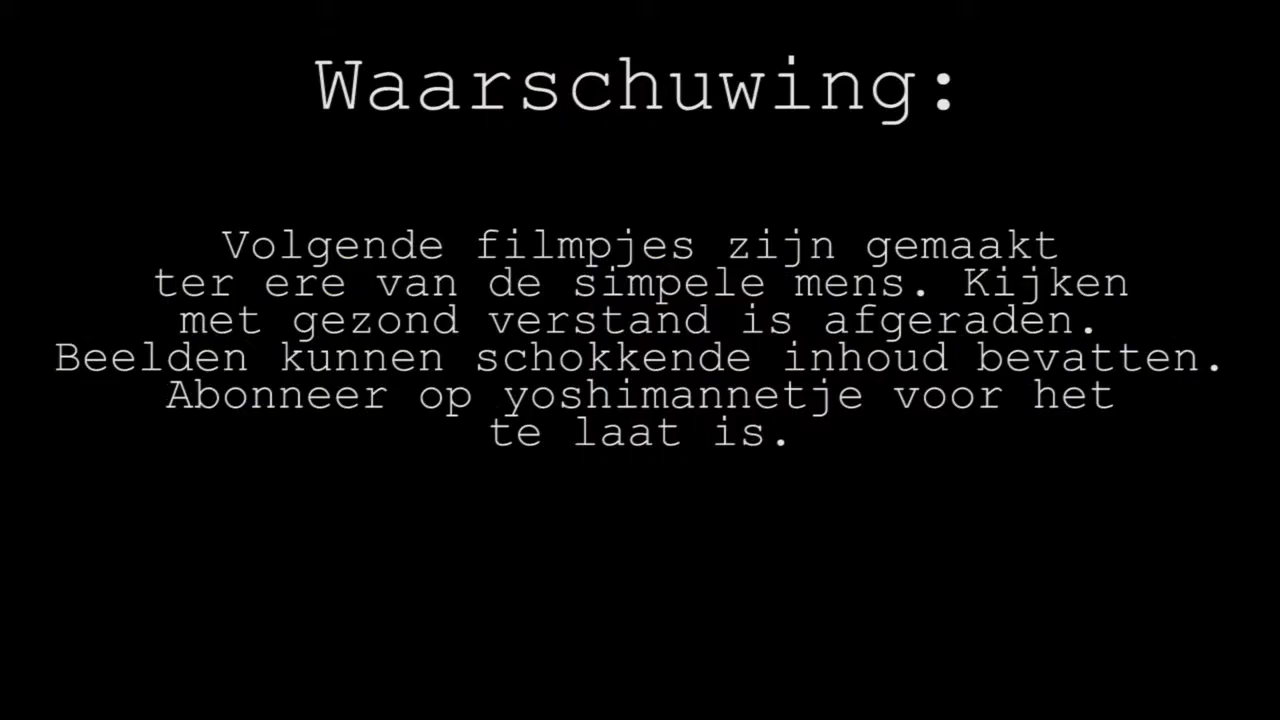 Waarschuwing:
Volgende filmpjes zijn gemaakt
ter ere van de simpele mens. Kijken
met gezond verstand is afgeraden.
Beelden kunnen schokkende inhoud bevatten.
Abonneer op yoshimannetje voor het
te laat is.